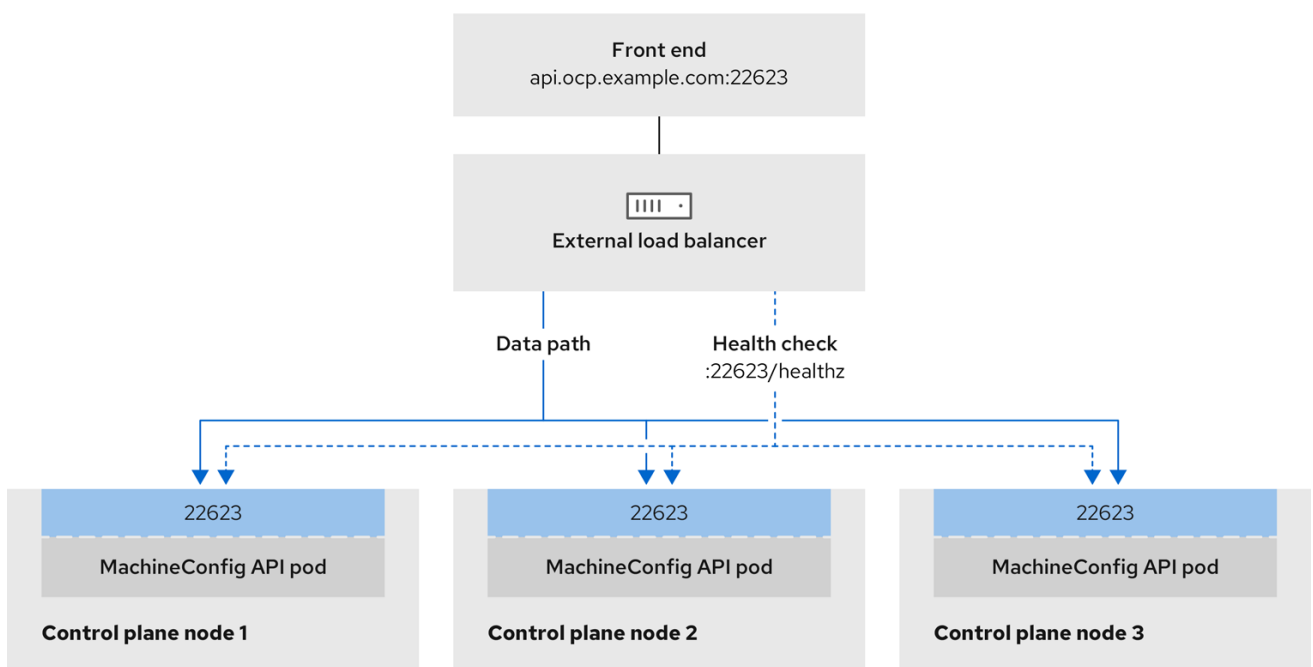 Front end
api.ocp.example.com:22623
External load balancer
Data path
Health check
:22623/healthz
22623
MachineConfig API pod
Control plane node 1
22623
MachineConfig API pod
Control plane node 2
22623
MachineConfig API pod
Control plane node 3